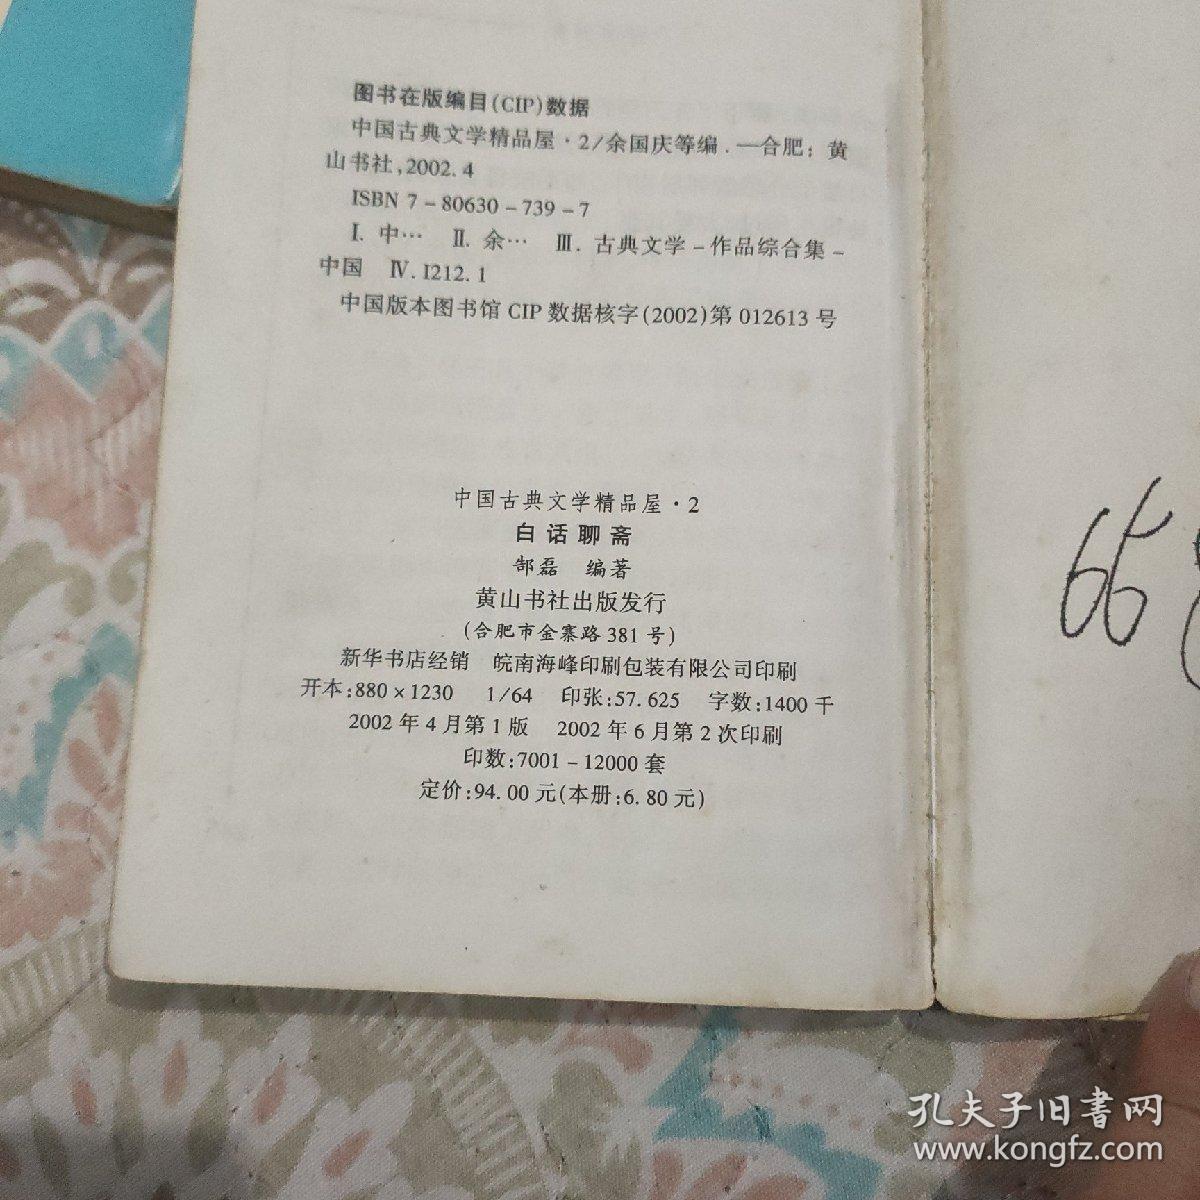 图书在版编目(CIP)数据
中国古典文学精品屋·2/余国庆等编.—合肥:黄
山书社,2002.4
ISBN 7-80630-739-7
Ⅰ.中… Ⅱ.余… Ⅲ.古典文学-作品综合集-
中国 Ⅳ.I212.1
中国版本图书馆CIP数据核字(2002)第012613号
中国古典文学精品屋·2
白话聊斋
郜磊 编著
黄山书社出版发行
(合肥市金寨路381号)
新华书店经销 皖南海峰印刷包装有限公司印刷
开本:880×1230 1/64 印张:57.625 字数:1400千
2002年4月第1版 2002年6月第2次印刷
印数:7001-12000套
定价:94.00元(本册:6.80元)
66
孔夫子旧書网
www.kongfz.com